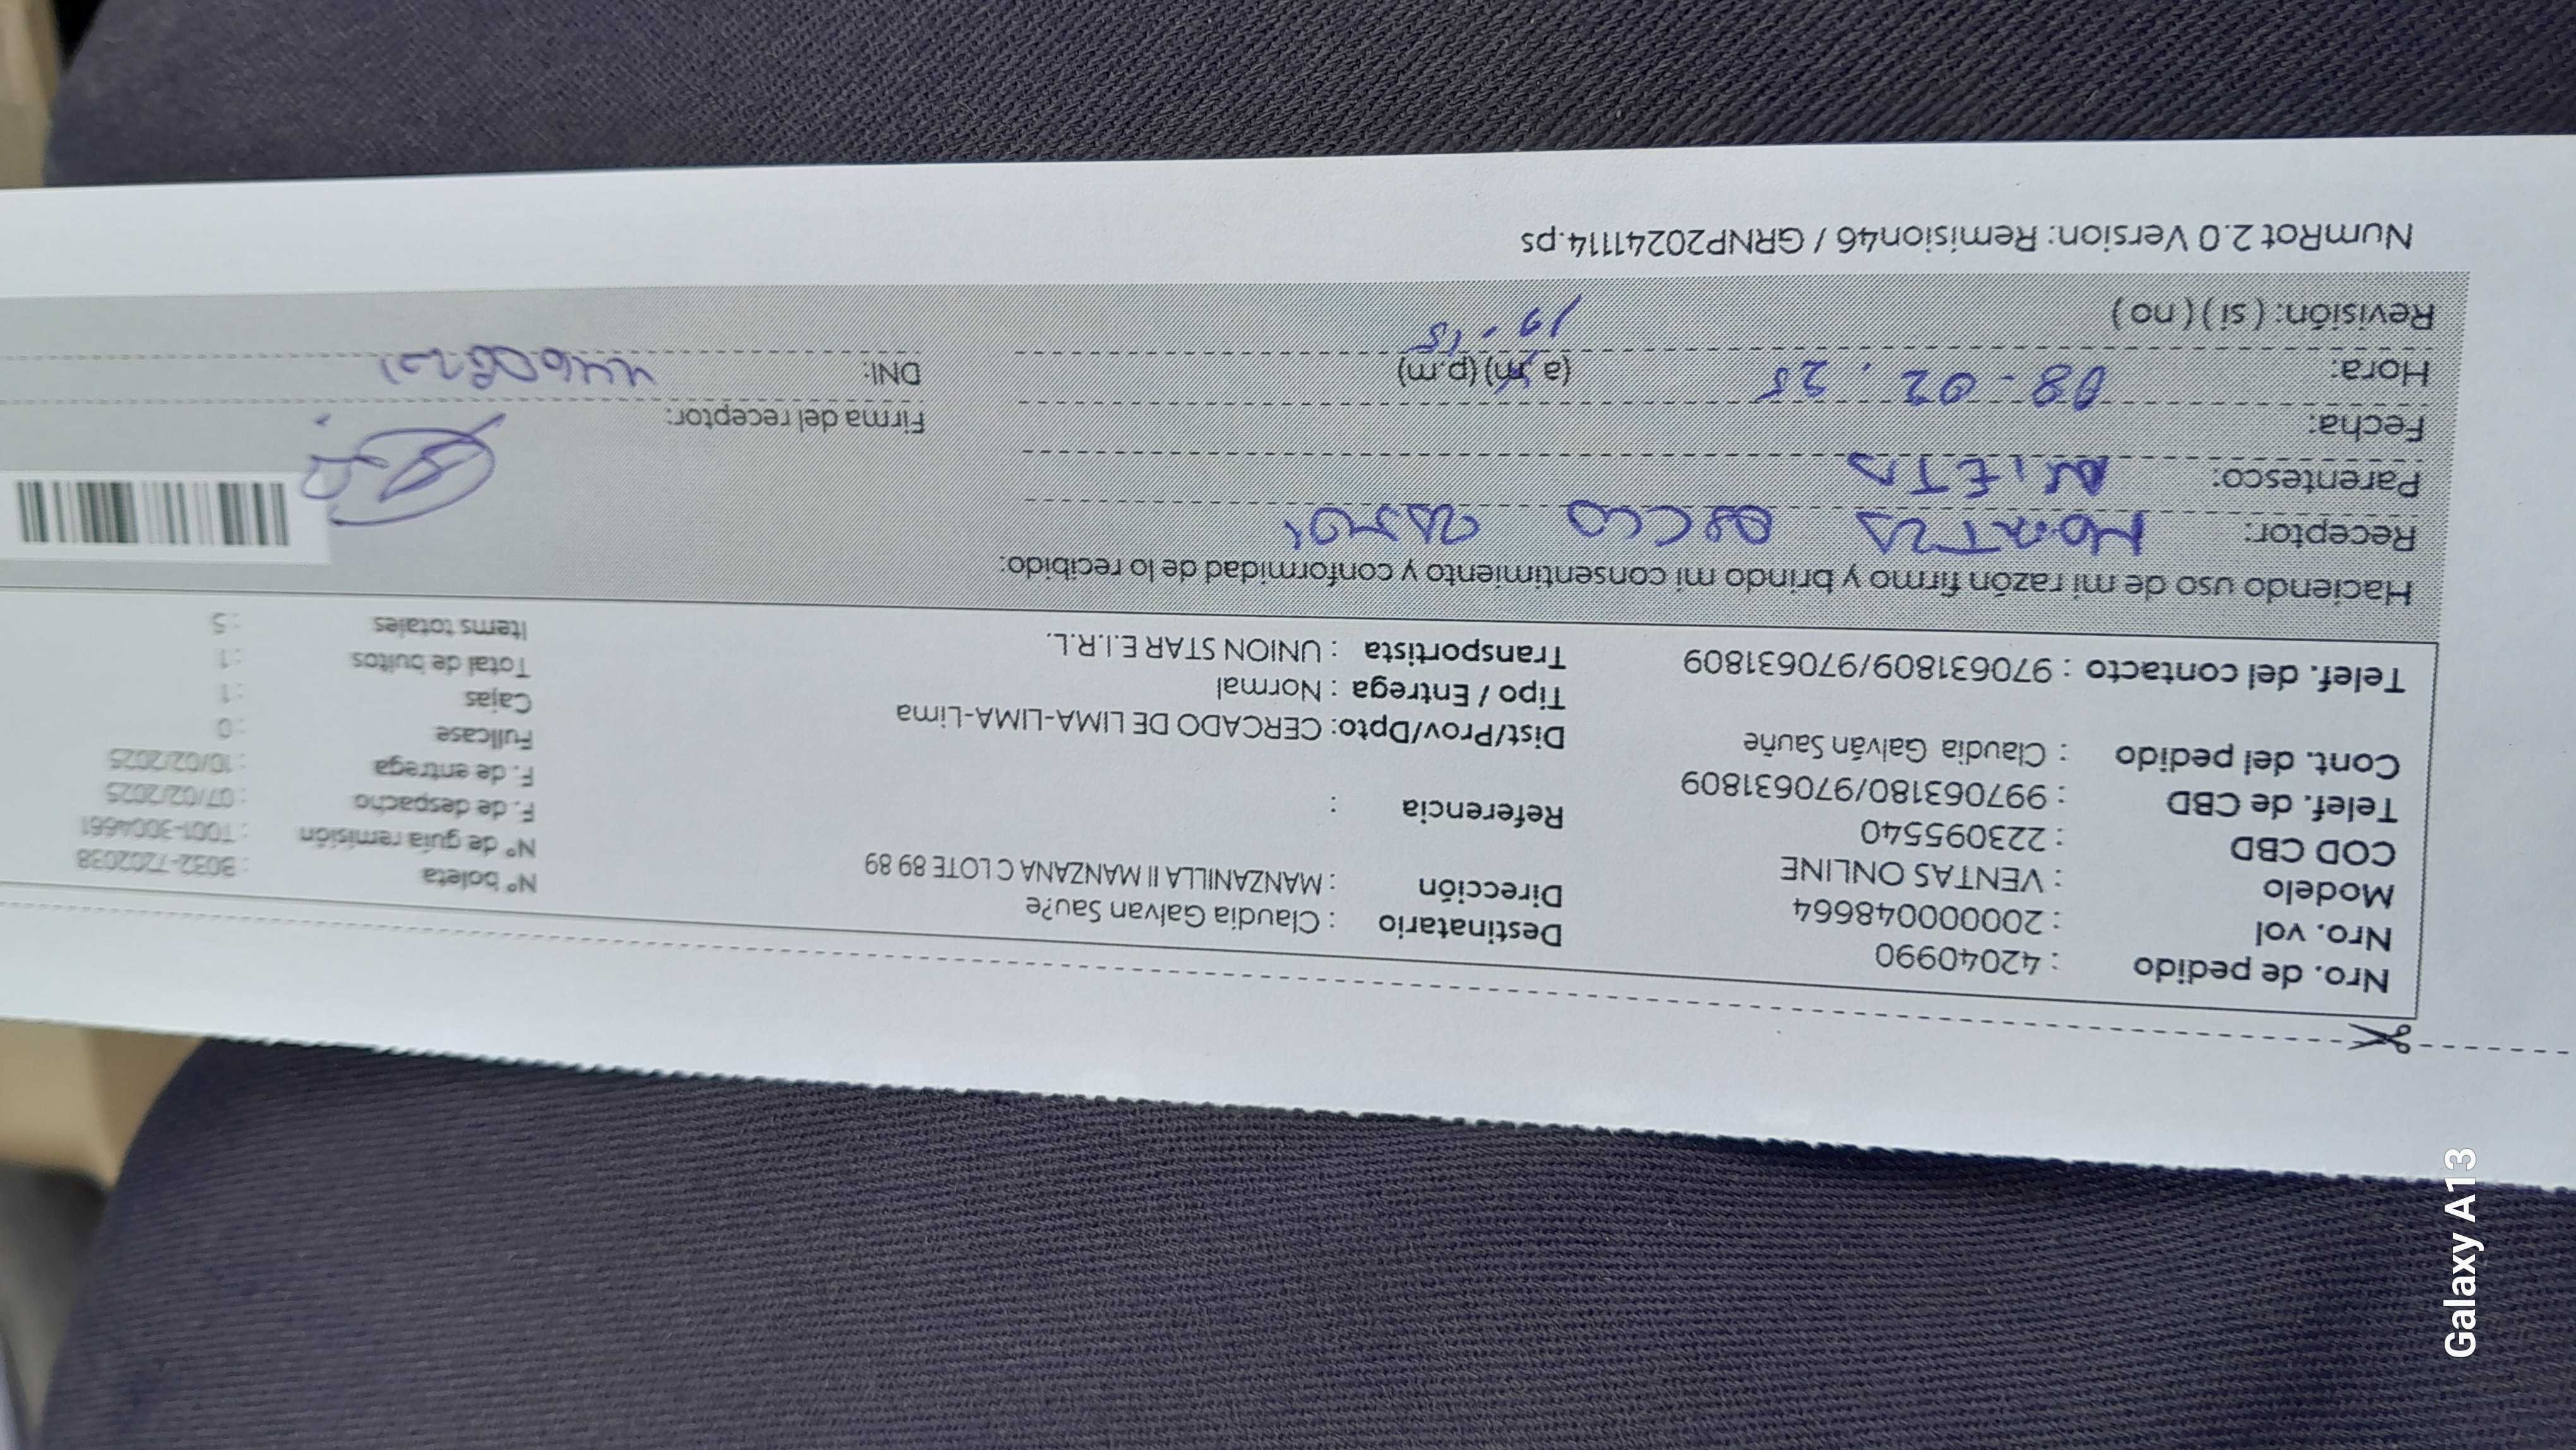 Nro. de pedido : 42040990
Nro. vol : 20000048664
Modelo : VENTAS ONLINE
COD CBD : 223095540
Telef. de CBD : 997063180/970631809
Cont. del pedido : Claudia Galván Sauñe
Telef. del contacto : 970631809/970631809
Destinatario : Claudia Galvan Sau?e
Dirección : MANZANILLA II MANZANA C LOTE 89 89
Referencia :
Dist/Prov/Dpto: CERCADO DE LIMA-LIMA-Lima
Tipo / Entrega : Normal
Transportista : UNION STAR E.I.R.L.
Nº boleta : B032-7202038
Nº de guía remisión : T001-3004661
F. de despacho : 07/02/2025
F. de entrega : 10/02/2025
Fullcase : 0
Cajas : 1
Total de bultos : 1
Items totales : 5
Haciendo uso de mi razón firmo y brindo mi consentimiento y conformidad de lo recibido:
Receptor:
Parentesco: NIETA
Fecha: 08-02.25
Hora: (a.m) (p.m) 19-15
Revisión: ( si ) ( no )
Firma del receptor:
DNI:
NumRot 2.0 Version: Remision46 / GRNP20241114.ps
Galaxy A13